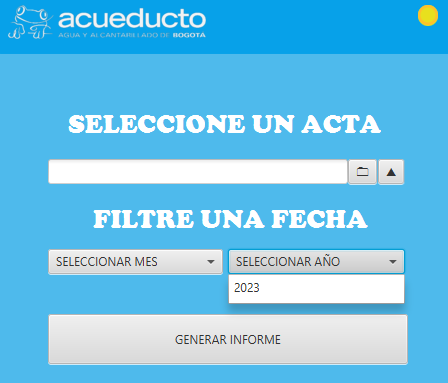 acueducto
AGUA Y ALCANTARILLADO DE BOGOTÁ
SELECCIONE UN ACTA
FILTRE UNA FECHA
SELECCIONAR MES
SELECCIONAR AÑO
2023
GENERAR INFORME